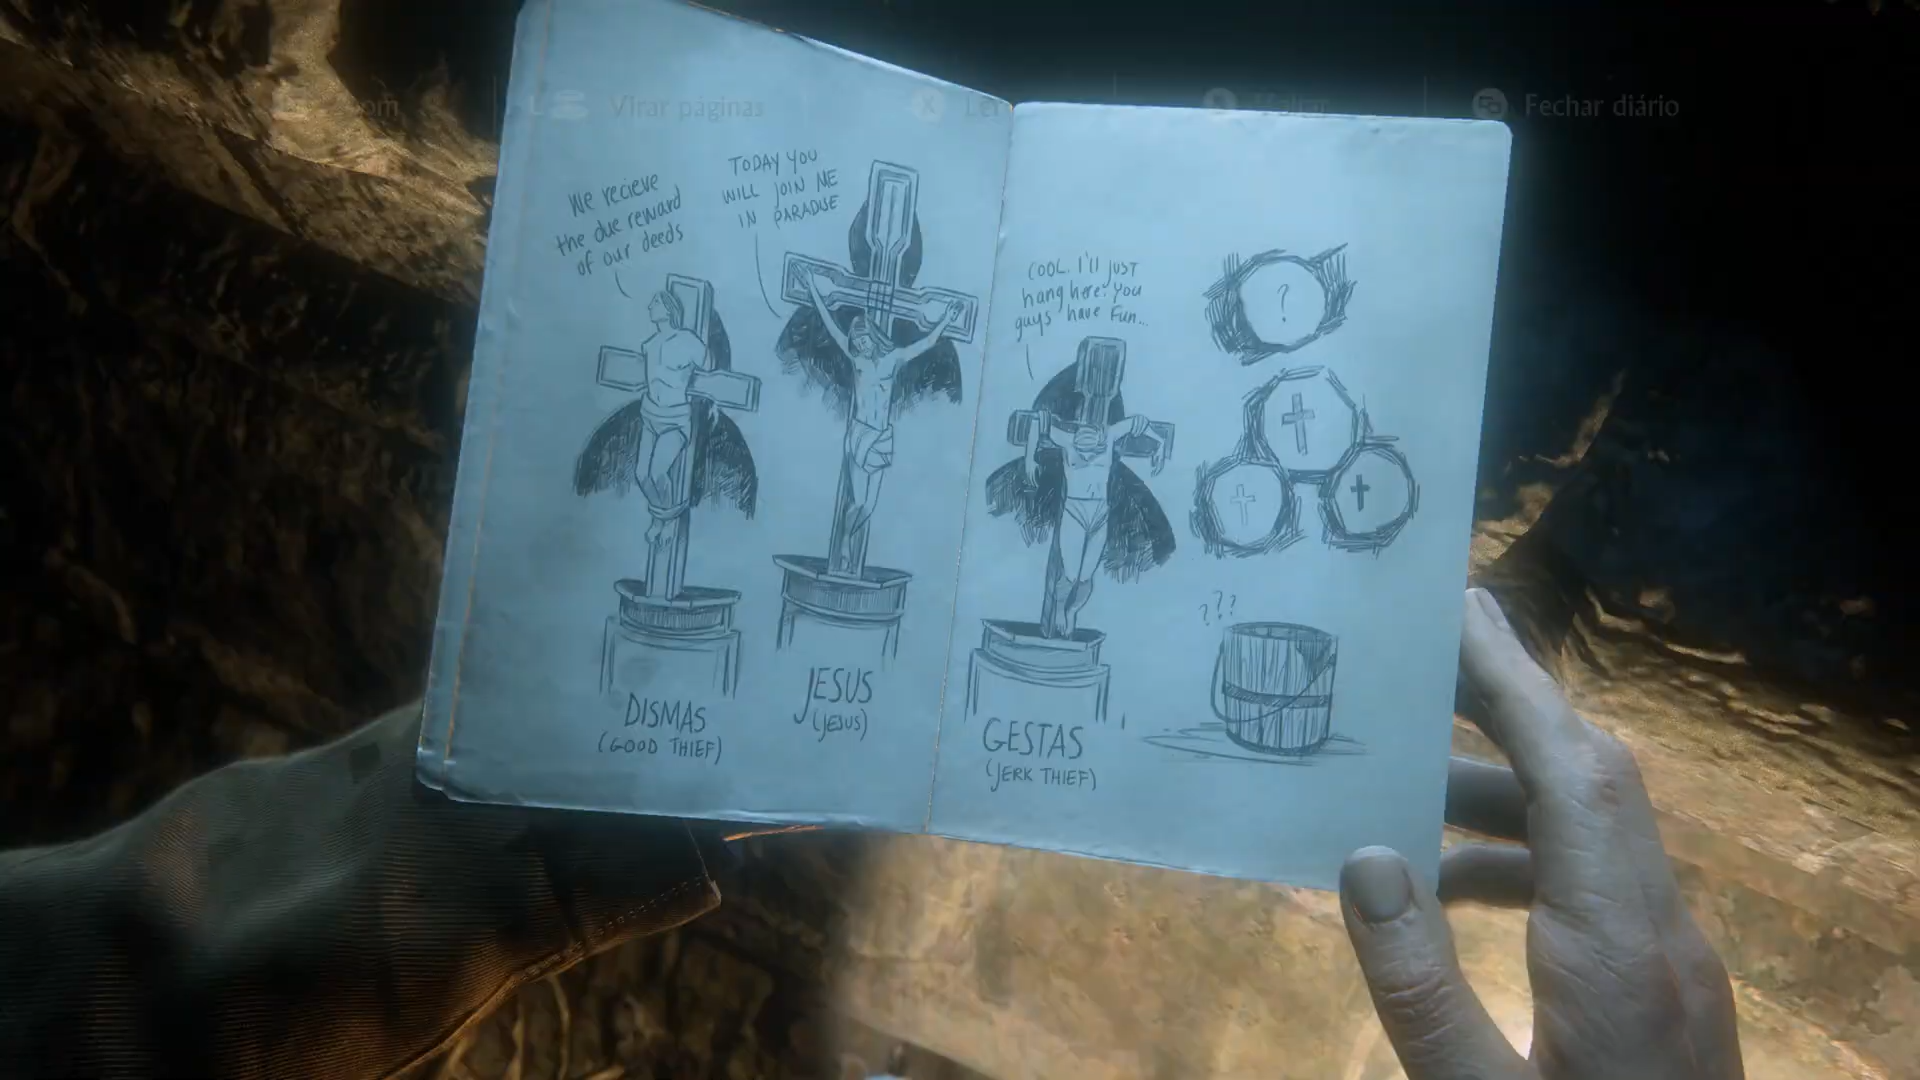 Virar páginas
Ler
Fechar diário
We recieve
the due reward
of our deeds
TODAY YOU
WILL JOIN ME
IN PARADISE
COOL. I'll JUST
hang here. You
guys have Fun...
?
???
DISMAS
(GOOD THIEF)
JESUS
(JESUS)
GESTAS
(JERK THIEF)